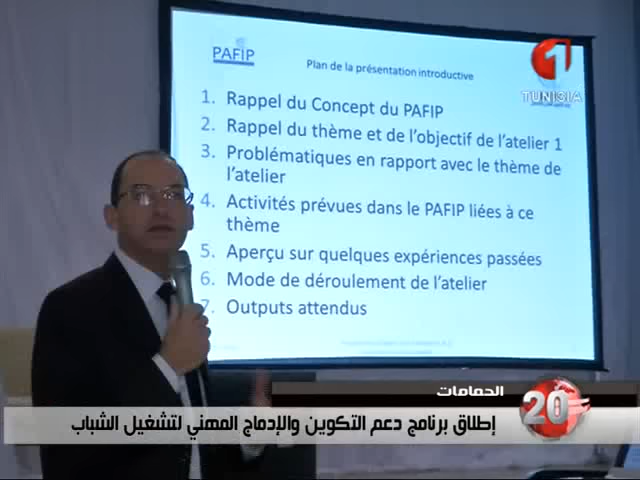 PAFIP
Plan de la présentation introductive
1
TUNISIA
1. Rappel du Concept du PAFIP
2. Rappel du thème et de l'objectif de l'atelier 1
3. Problématiques en rapport avec le thème de
l'atelier
4. Activités prévues dans le PAFIP liées à ce
thème
5. Aperçu sur quelques expériences passées
6. Mode de déroulement de l'atelier
7. Outputs attendus
الحمامات
20
إطلاق برنامج دعم التكوين والإدماج المهني لتشغيل الشباب